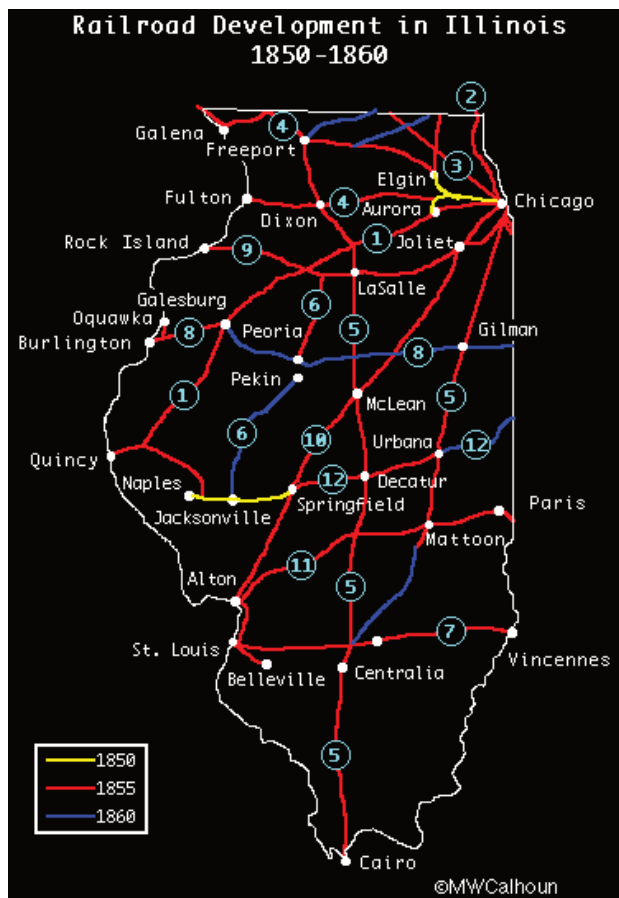 Railroad Development in Illinois
1850-1860
2
Galena
4
Freeport
3
Elgin
Fulton
4
Chicago
Dixon
Aurora
1
Rock Island
9
Joliet
LaSalle
Galesburg
6
Oquawka
8
Peoria
5
Gilman
Burlington
8
Pekin
1
McLean
5
6
10
Urbana
12
Quincy
12
Naples
Decatur
Springfield
Jacksonville
Paris
Mattoon
11
Alton
5
7
St. Louis
Vincennes
Belleville
Centralia
5
1850
1855
1860
Cairo
©MWCalhoun